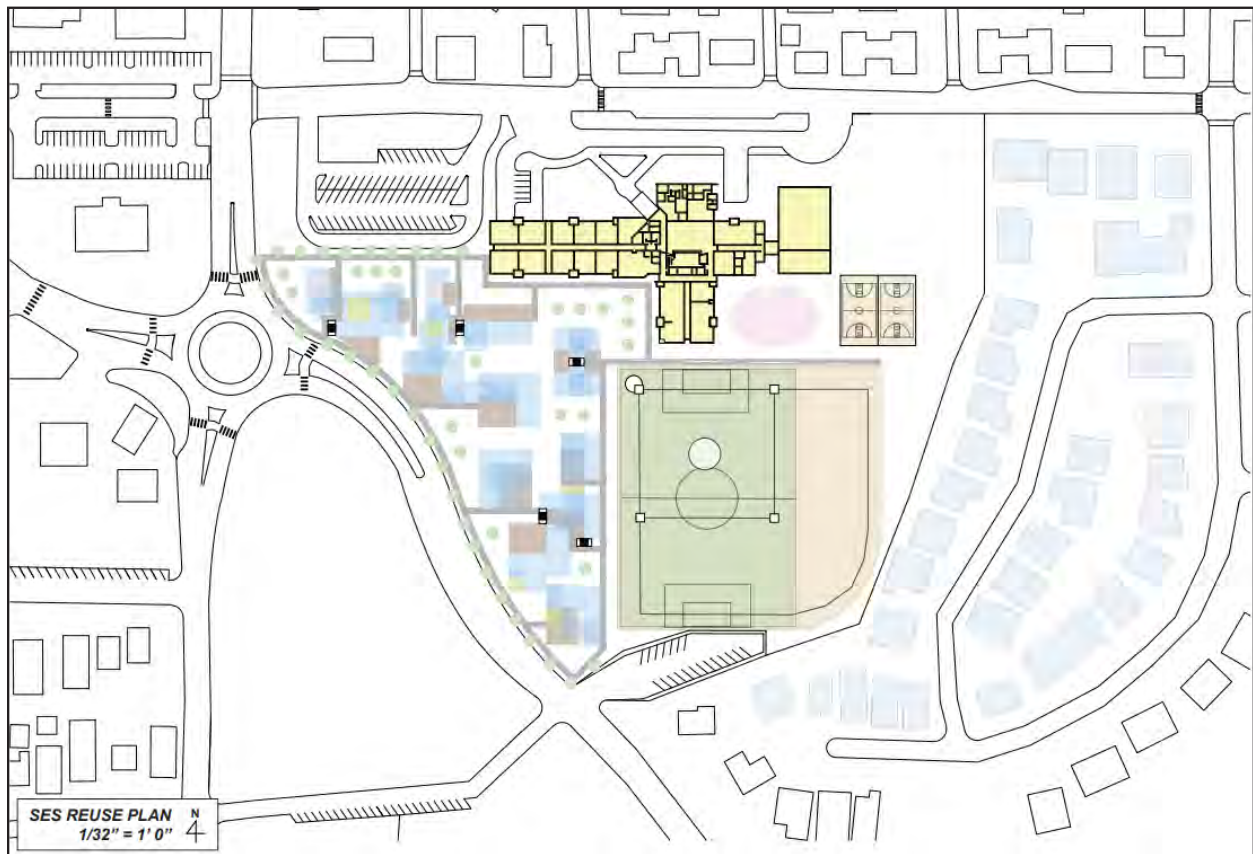 SES REUSE PLAN
1/32" = 1' 0"
N